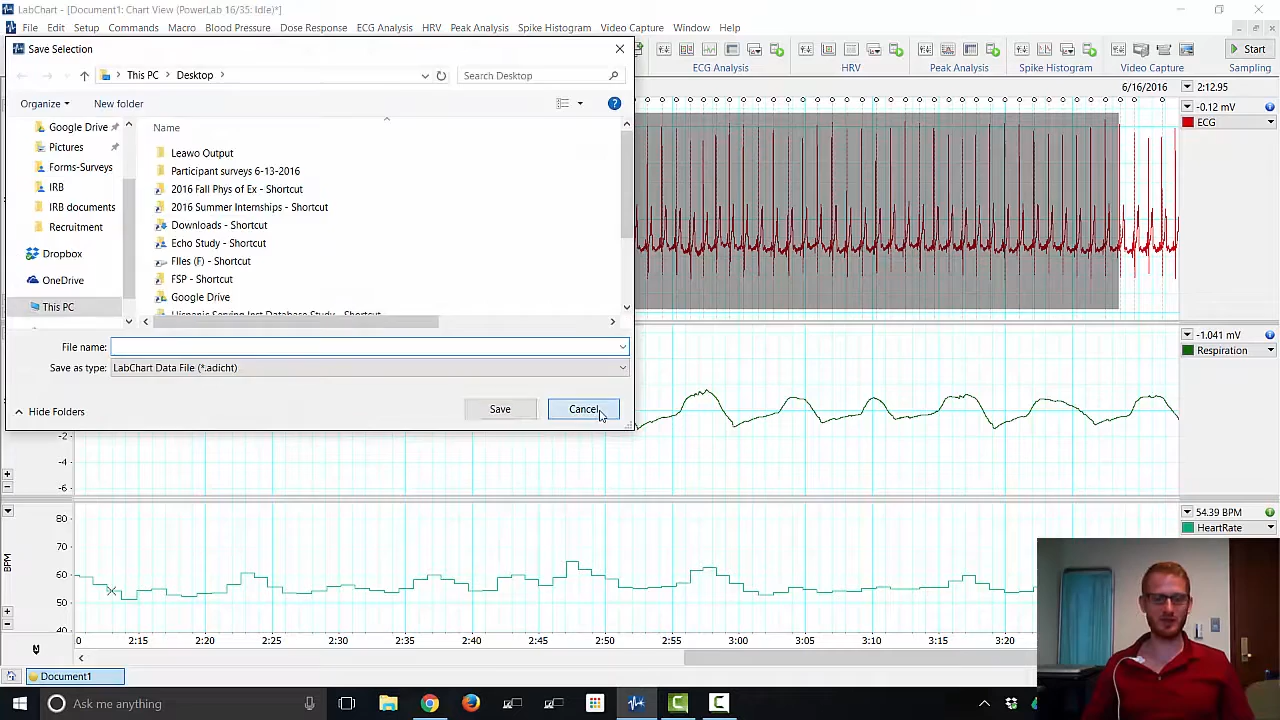 LabChart - [Document1: Chart View (PowerLab 16/35: Idle)*]
File Edit Setup Commands Macro Blood Pressure Dose Response ECG Analysis HRV Peak Analysis Spike Histogram Video Capture Window Help
Save Selection
This PC > Desktop >
Search Desktop
Organize
New folder
Google Drive
Pictures
Forms-Surveys
IRB
IRB documents
Recruitment
Dropbox
OneDrive
This PC
Name
Leawo Output
Participant surveys 6-13-2016
2016 Fall Phys of Ex - Shortcut
2016 Summer Internships - Shortcut
Downloads - Shortcut
Echo Study - Shortcut
FIles (F) - Shortcut
FSP - Shortcut
Google Drive
File name:
Save as type: LabChart Data File (*.adicht)
Hide Folders
Save
Cancel
ECG Analysis
HRV
Peak Analysis
Spike Histogram
Video Capture
Start
Sampling
6/16/2016
2:12.95
-0.12 mV
ECG
-1.041 mV
Respiration
-2
-4
-6
54.39 BPM
HeartRate
BPM
80
70
60
50
40
0 2:15 2:20 2:25 2:30 2:35 2:40 2:45 2:50 2:55 3:00 3:05 3:10 3:15 3:20
Document1
Ask me anything